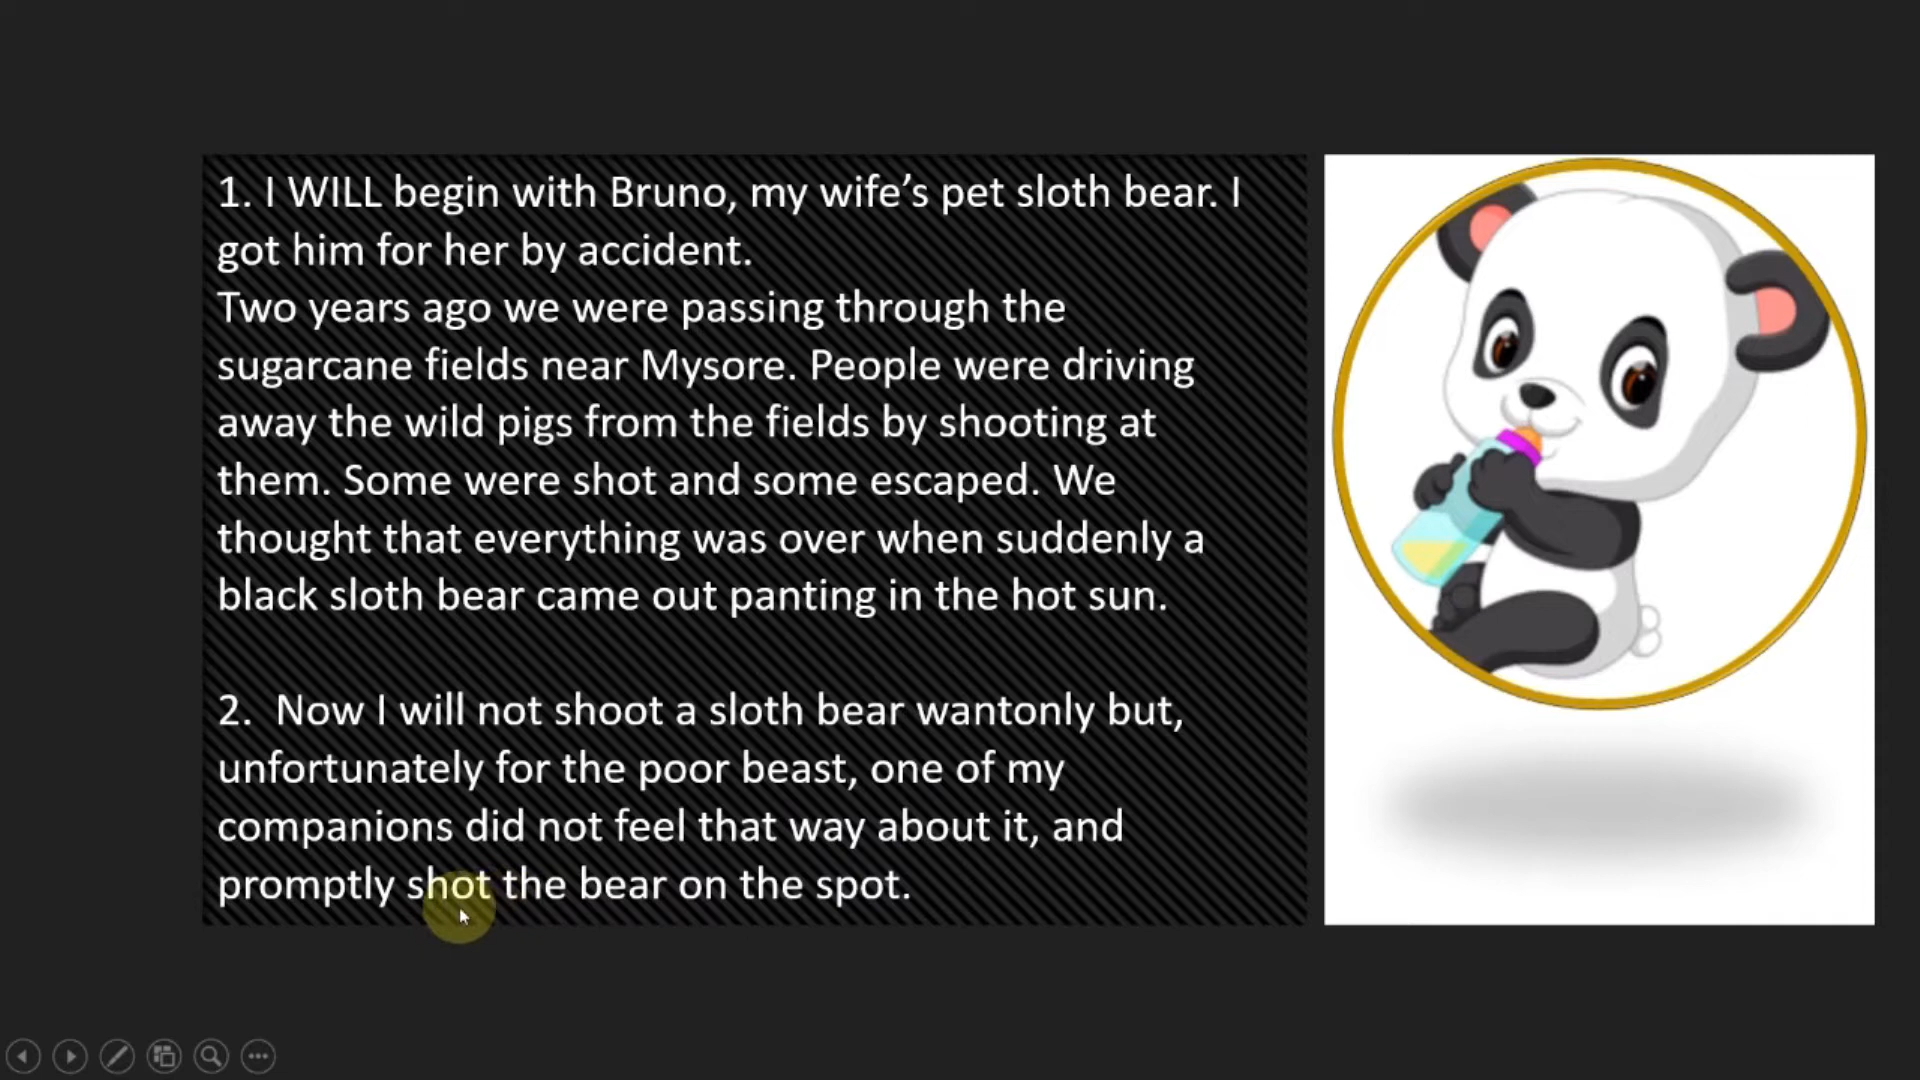 1. I WILL begin with Bruno, my wife’s pet sloth bear. I
got him for her by accident.
Two years ago we were passing through the
sugarcane fields near Mysore. People were driving
away the wild pigs from the fields by shooting at
them. Some were shot and some escaped. We
thought that everything was over when suddenly a
black sloth bear came out panting in the hot sun.
2.  Now I will not shoot a sloth bear wantonly but,
unfortunately for the poor beast, one of my
companions did not feel that way about it, and
promptly shot the bear on the spot.